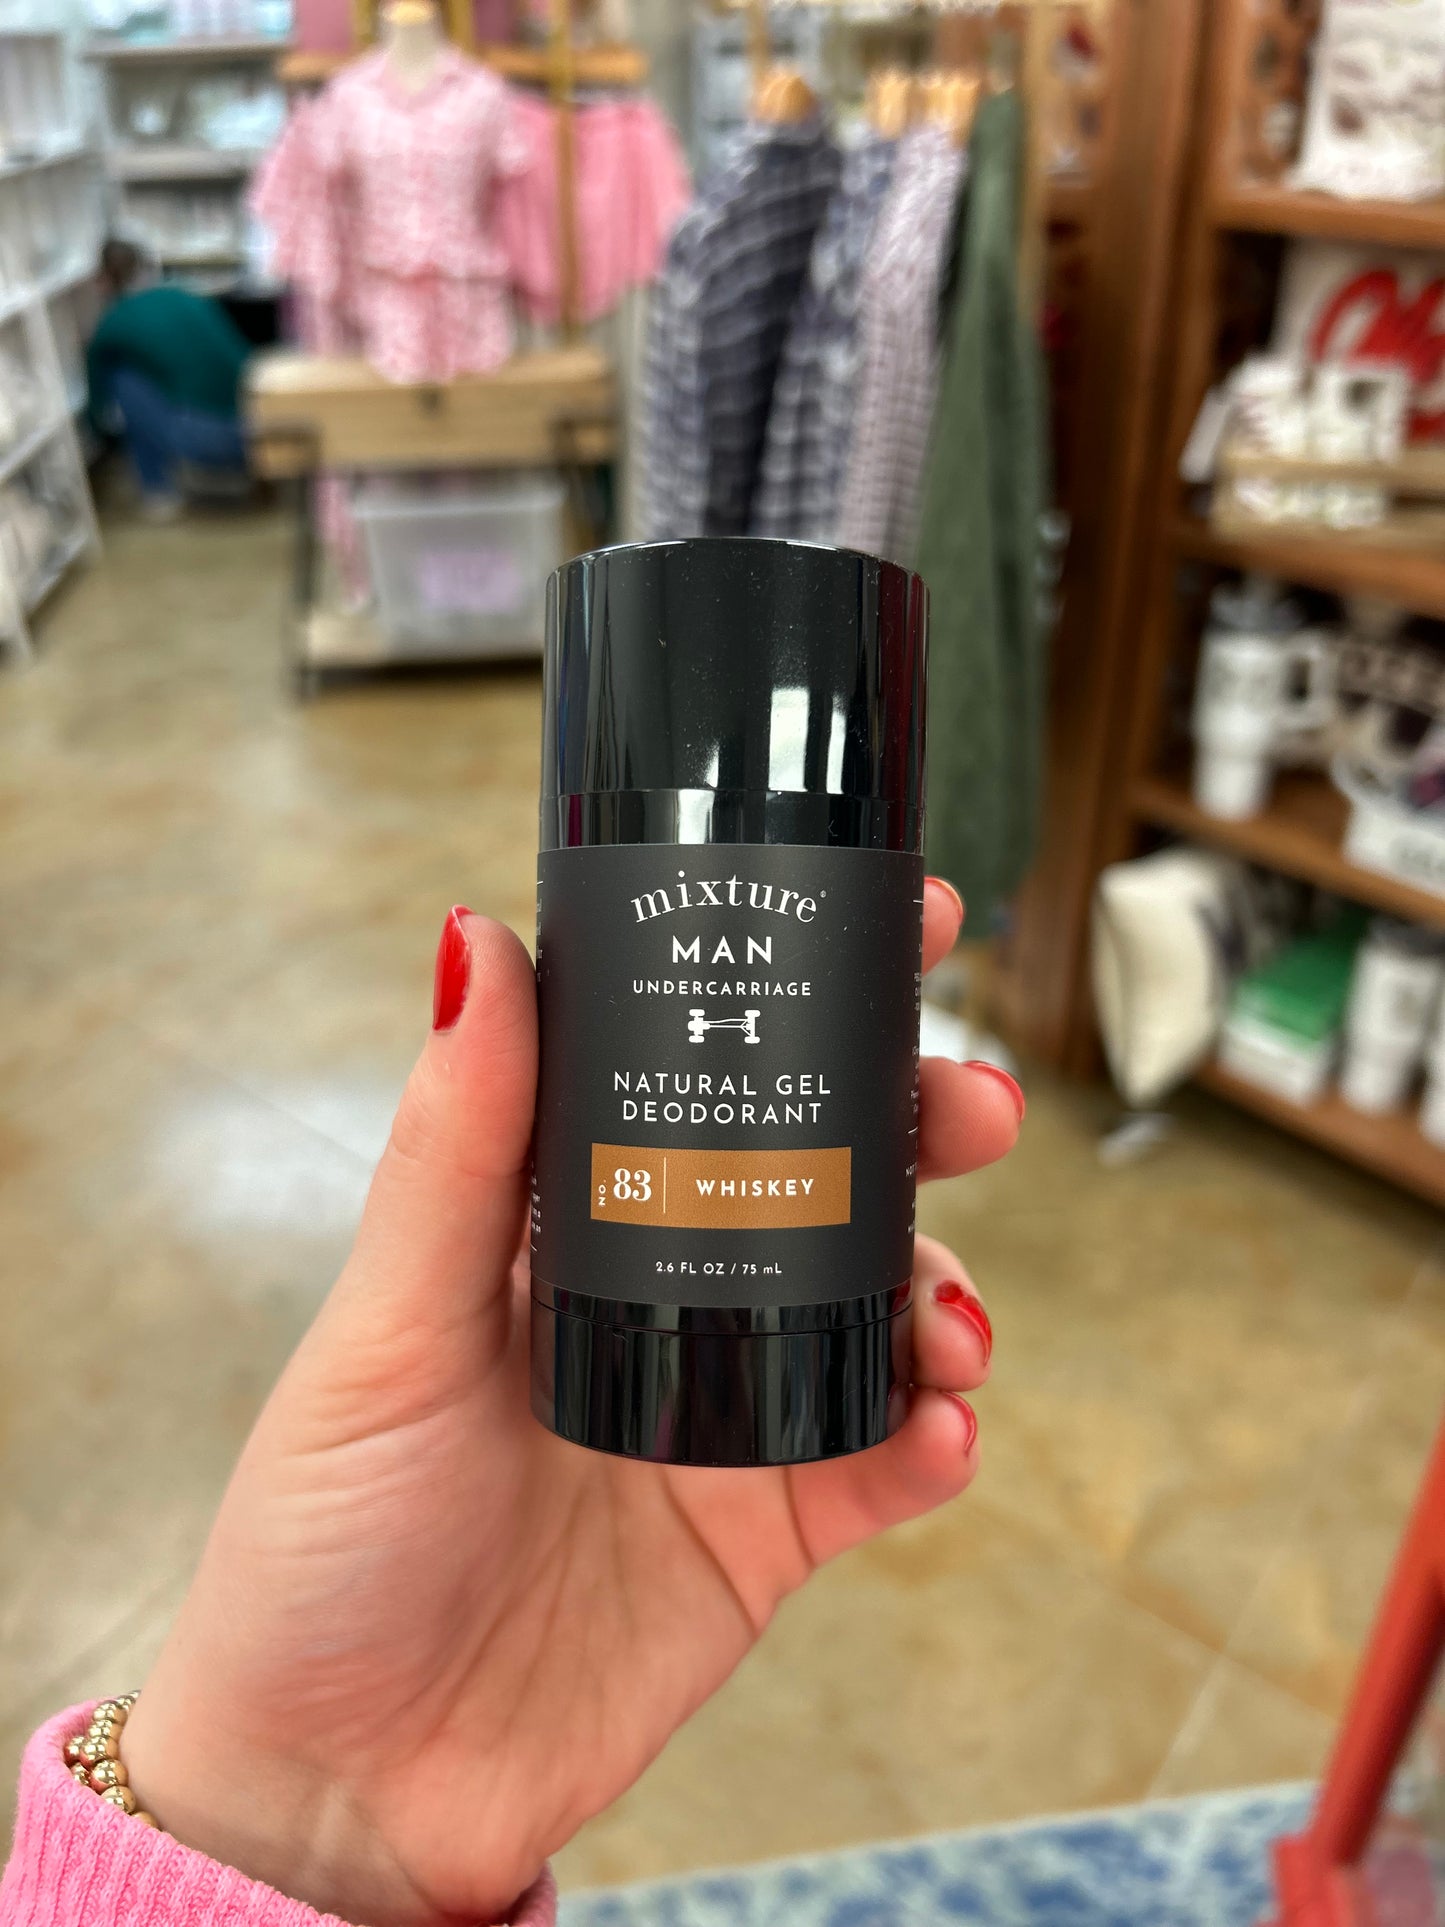 mixture®
MAN
UNDERCARRIAGE
NATURAL GEL
DEODORANT
NO. 83 WHISKEY
2.6 FL OZ / 75 mL